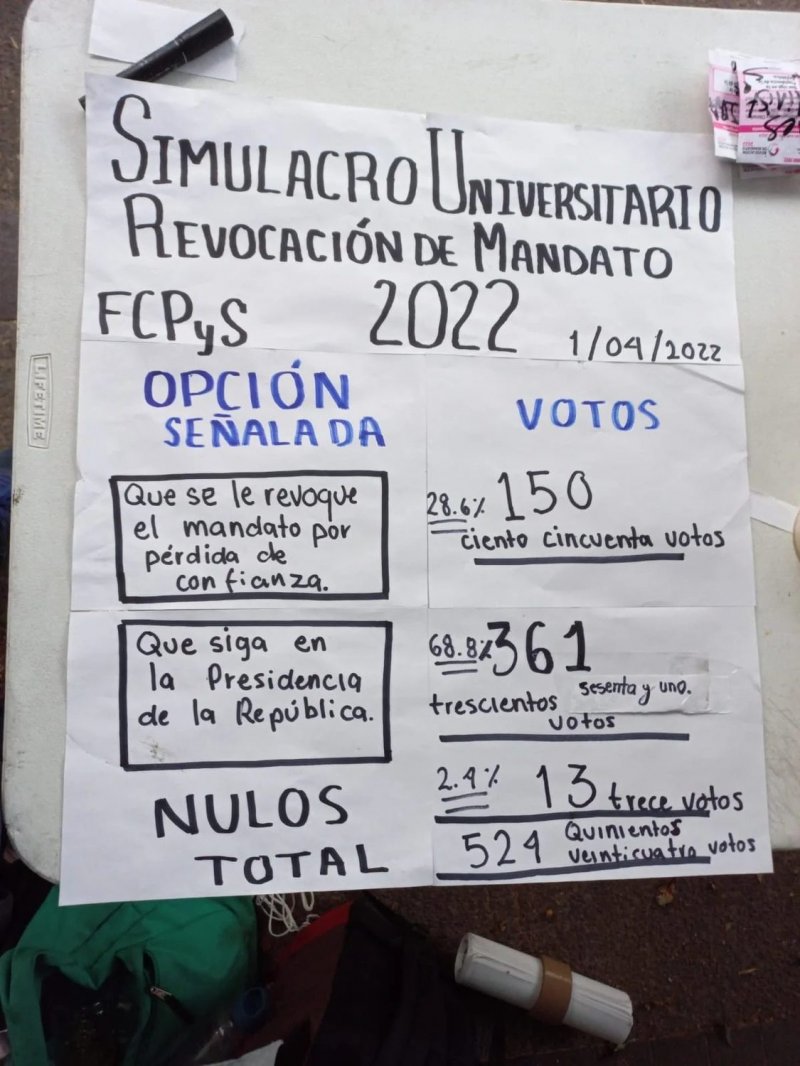 SIMULACRO UNIVERSITARIO
REVOCACIÓN DE MANDATO
FCPyS 2022 1/04/2022
OPCIÓN
SEÑALADA
VOTOS
Que se le revoque
el mandato por
pérdida de
confianza.
28.6% 150
ciento cincuenta votos
Que siga en
la Presidencia
de la República.
68.8% 361
trescientos sesenta y uno.
votos
NULOS
2.4% 13 trece votos
TOTAL
524 Quinientos
veinticuatro votos
LIFETIME